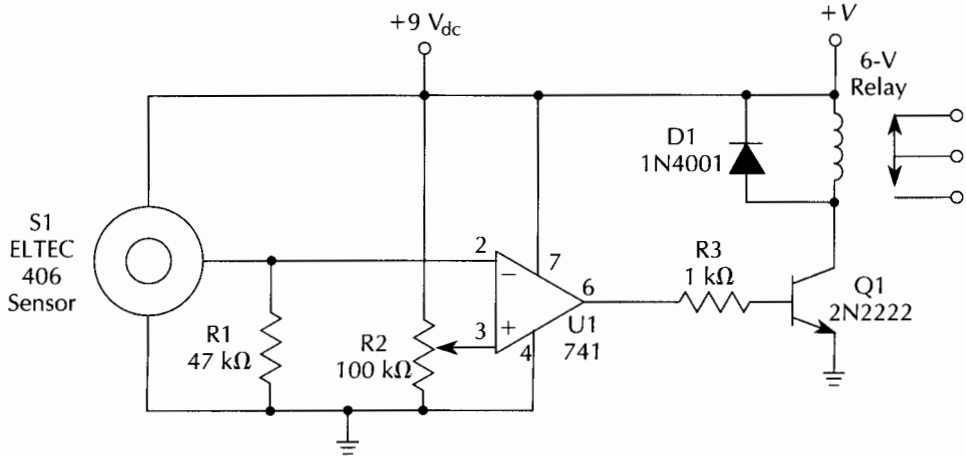 +9 V_dc
+V
6-V
Relay
D1
1N4001
S1
ELTEC
406
Sensor
2
7
−
6
R3
1 kΩ
Q1
2N2222
R1
47 kΩ
R2
100 kΩ
3
+
4
U1
741